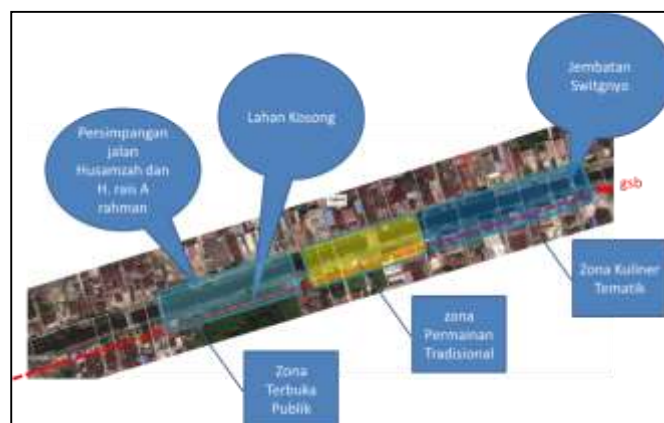 Jembatan
Switgnyo
Lahan Kosong
Persimpangan
jalan
Husamzah dan
H. rais A
rahman
gsb
Zona Kuliner
Tematik
zona
Permainan
Tradisional
Zona
Terbuka
Publik